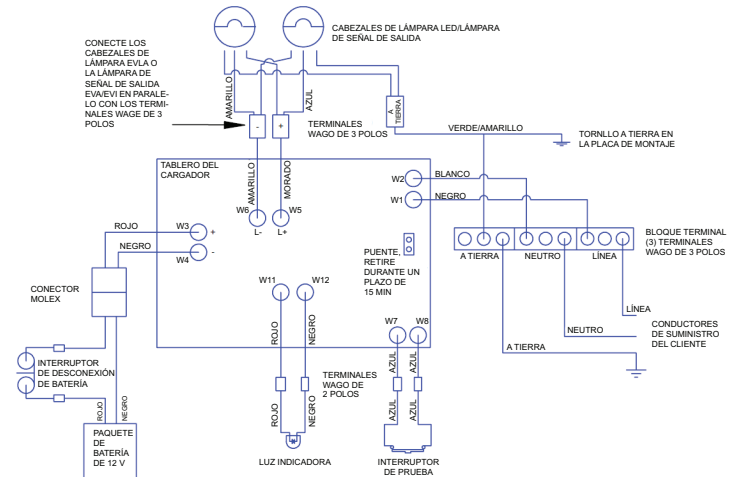 CABEZALES DE LÁMPARA LED/LÁMPARA
DE SEÑAL DE SALIDA
CONECTE LOS
CABEZALES DE
LÁMPARA EVLA O
LA LÁMPARA DE
SEÑAL DE SALIDA
EVA/EVI EN PARALE-
LO CON LOS TERMI-
NALES WAGE DE 3
POLOS
AMARILLO
AZUL
-
+
TERMINALES
WAGO DE 3 POLOS
A
TIERRA
VERDE/AMARILLO
TORNLLO A TIERRA EN
LA PLACA DE MONTAJE
TABLERO DEL
CARGADOR
AMARILLO
MORADO
W6
L-
W5
L+
W2
BLANCO
W1
NEGRO
ROJO
W3
+
NEGRO
W4
-
PUENTE,
RETIRE
DURANTE UN
PLAZO DE
15 MIN
A TIERRA
NEUTRO
LÍNEA
BLOQUE TERMINAL
(3) TERMINALES
WAGO DE 3 POLOS
CONECTOR
MOLEX
W11
W12
ROJO
NEGRO
W7
W8
AZUL
AZUL
LÍNEA
NEUTRO
A TIERRA
CONDUCTORES
DE SUMINISTRO
DEL CLIENTE
INTERRUPTOR
DE DESCONEXIÓN
DE BATERÍA
TERMINALES
WAGO DE
2 POLOS
ROJO
NEGRO
AZUL
AZUL
ROJO
NEGRO
PAQUETE
DE
BATERÍA
DE 12 V
LUZ INDICADORA
INTERRUPTOR
DE PRUEBA